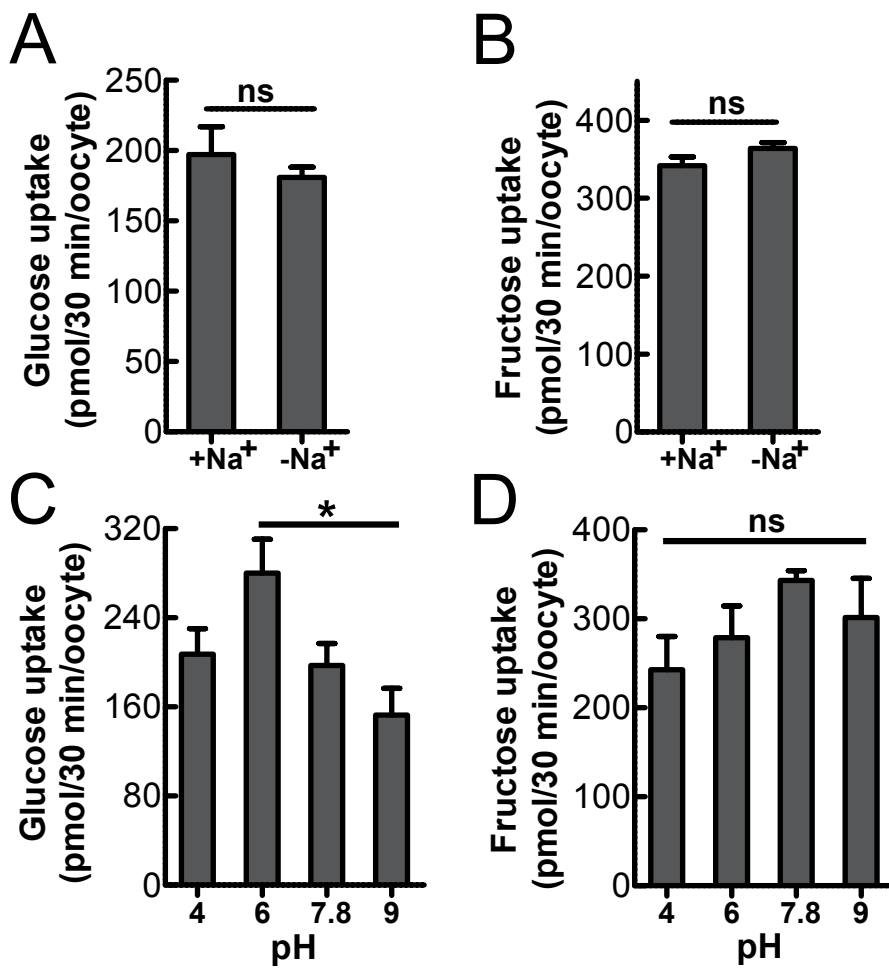 A
Glucose uptake
(pmol/30 min/oocyte)
250
200
150
100
50
0
ns
+Na+
-Na+
B
Fructose uptake
(pmol/30 min/oocyte)
400
300
200
100
0
ns
+Na+
-Na+
C
Glucose uptake
(pmol/30 min/oocyte)
320
240
160
80
0
*
4 6 7.8 9
pH
D
Fructose uptake
(pmol/30 min/oocyte)
400
300
200
100
0
ns
4 6 7.8 9
pH